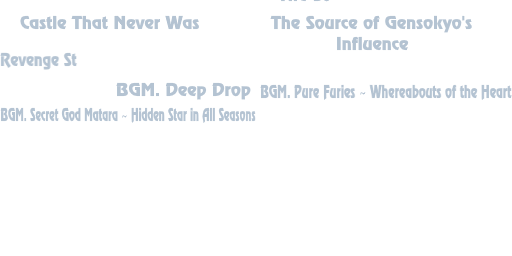 Castle That Never Was
The Source of Gensokyo's
Influence
Revenge St
BGM. Deep Drop
BGM. Pure Furies ~ Whereabouts of the Heart
BGM. Secret God Matara ~ Hidden Star in All Seasons